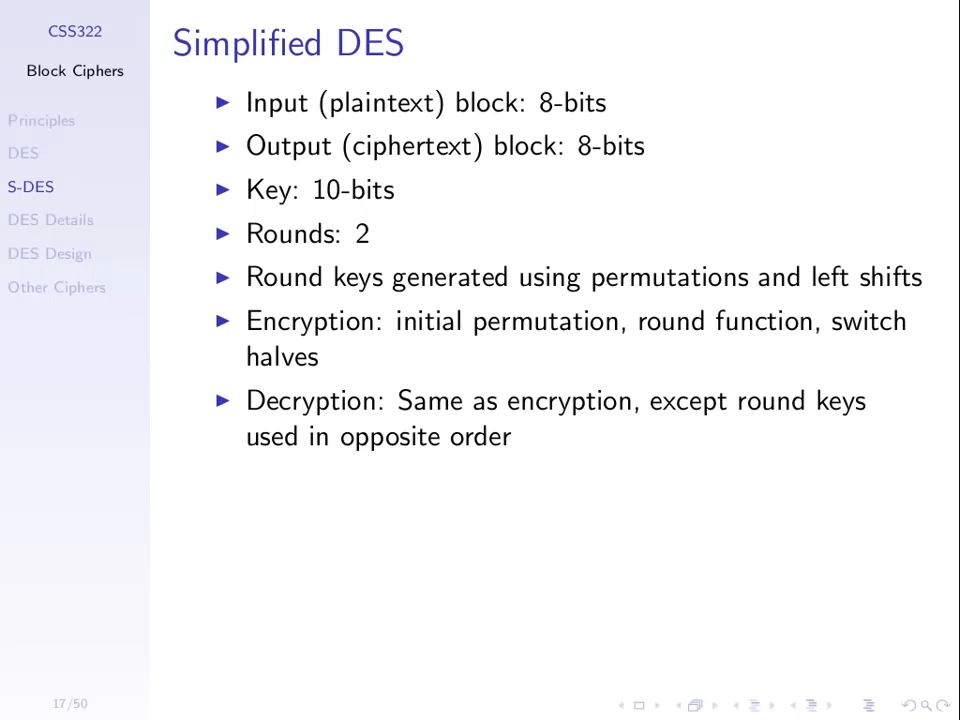 CSS322
Block Ciphers
Principles
DES
S-DES
DES Details
DES Design
Other Ciphers
17/50
Simplified DES
Input (plaintext) block: 8-bits
Output (ciphertext) block: 8-bits
Key: 10-bits
Rounds: 2
Round keys generated using permutations and left shifts
Encryption: initial permutation, round function, switch
halves
Decryption: Same as encryption, except round keys
used in opposite order